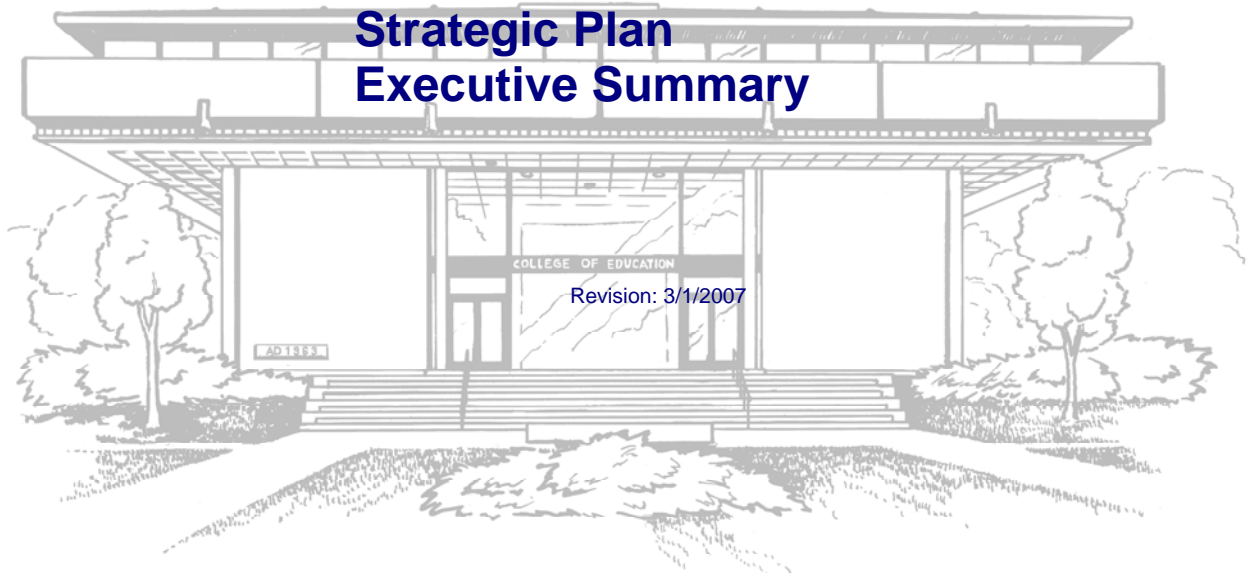 Strategic Plan
Executive Summary
COLLEGE OF EDUCATION
Revision: 3/1/2007
AD 1963